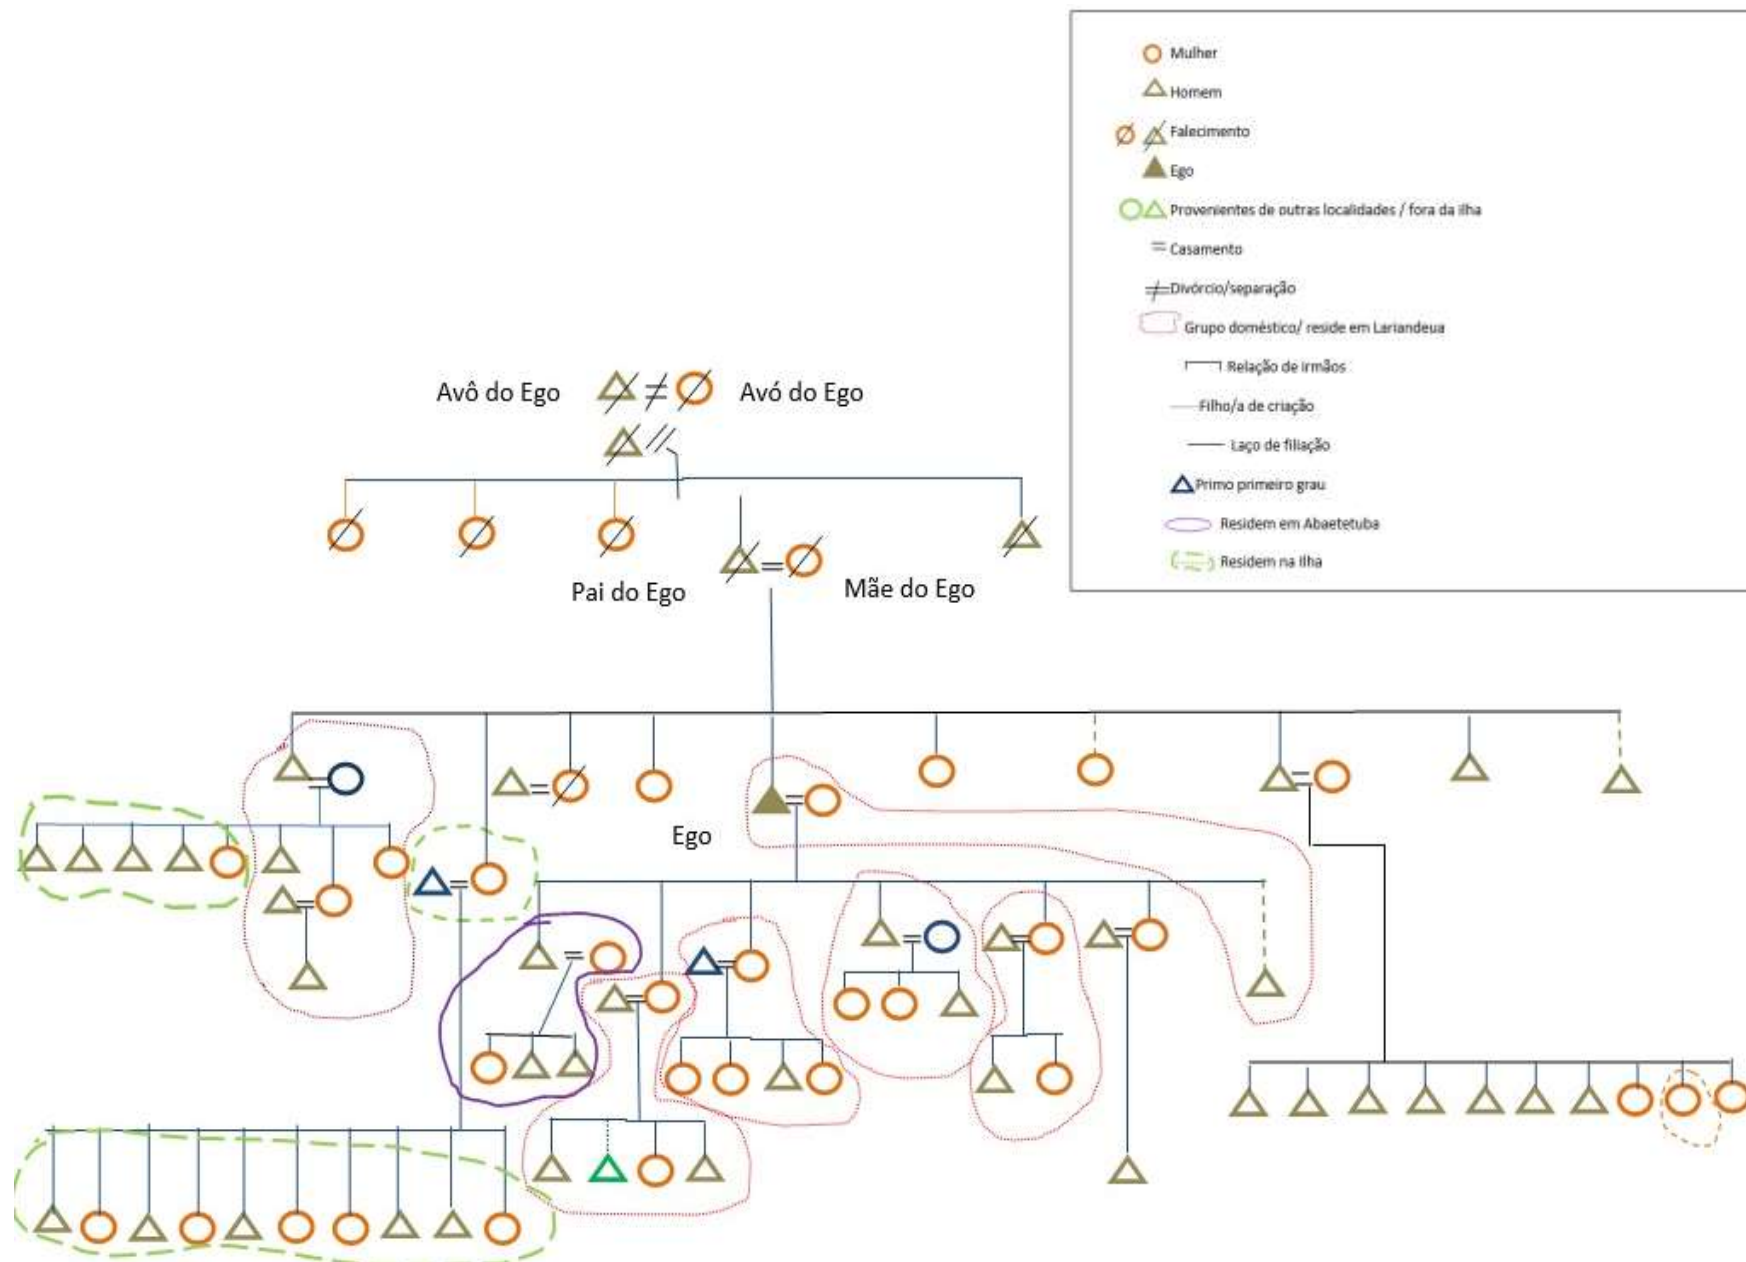 Mulher
Homem
Falecimento
Ego
Provenientes de outras localidades / fora da ilha
Casamento
Divórcio/separação
Grupo doméstico/ reside em Lariandeua
Relação de irmãos
Filho/a de criação
Laço de filiação
Primo primeiro grau
Residem em Abaetetuba
Residem na ilha
Avô do Ego
Avó do Ego
Pai do Ego
Mãe do Ego
Ego